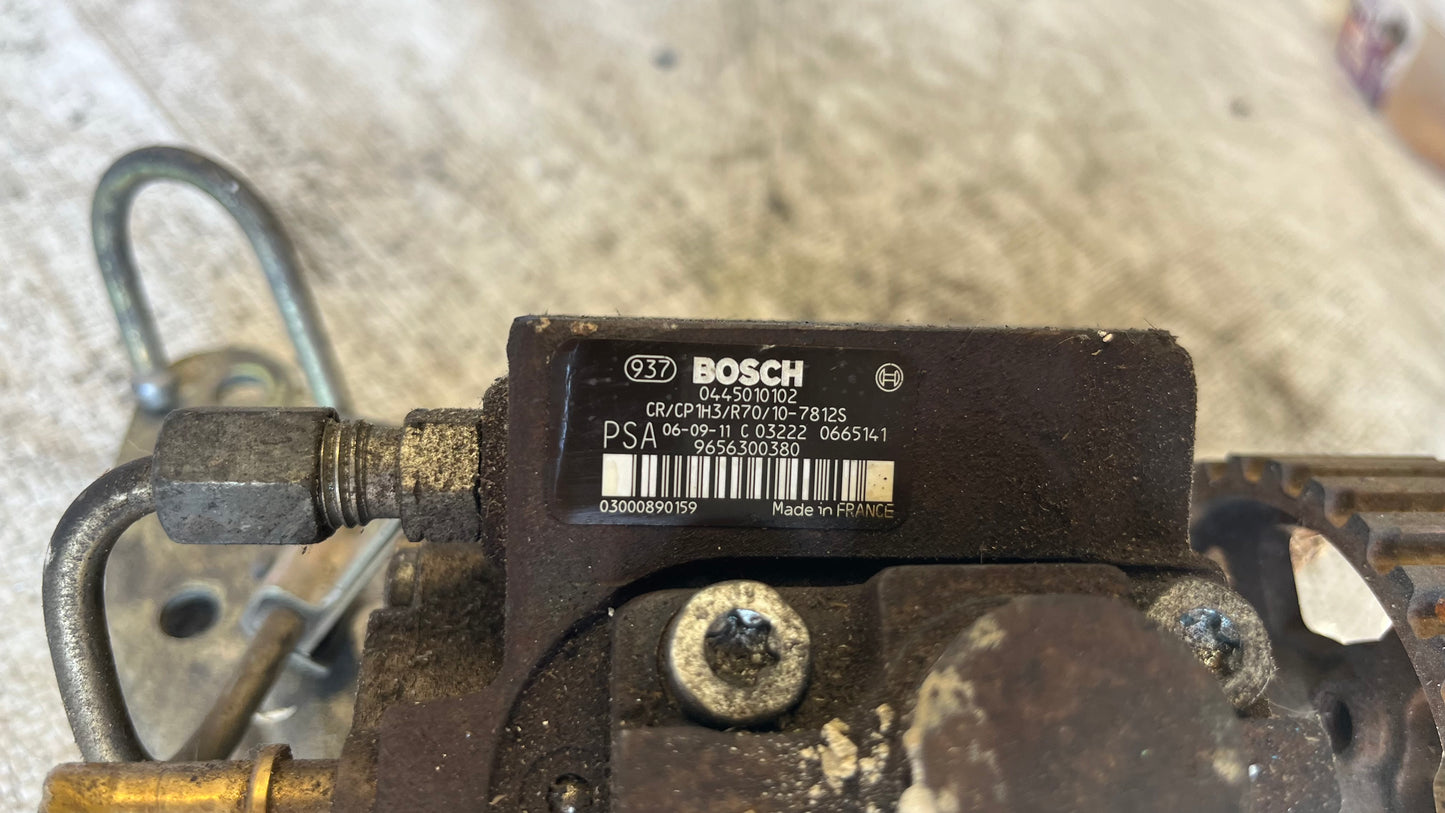 937 BOSCH
0445010102
CR/CP1H3/R70/10-7812S
PSA 06-09-11 C 03222 0665141
9656300380
03000890159 Made in FRANCE